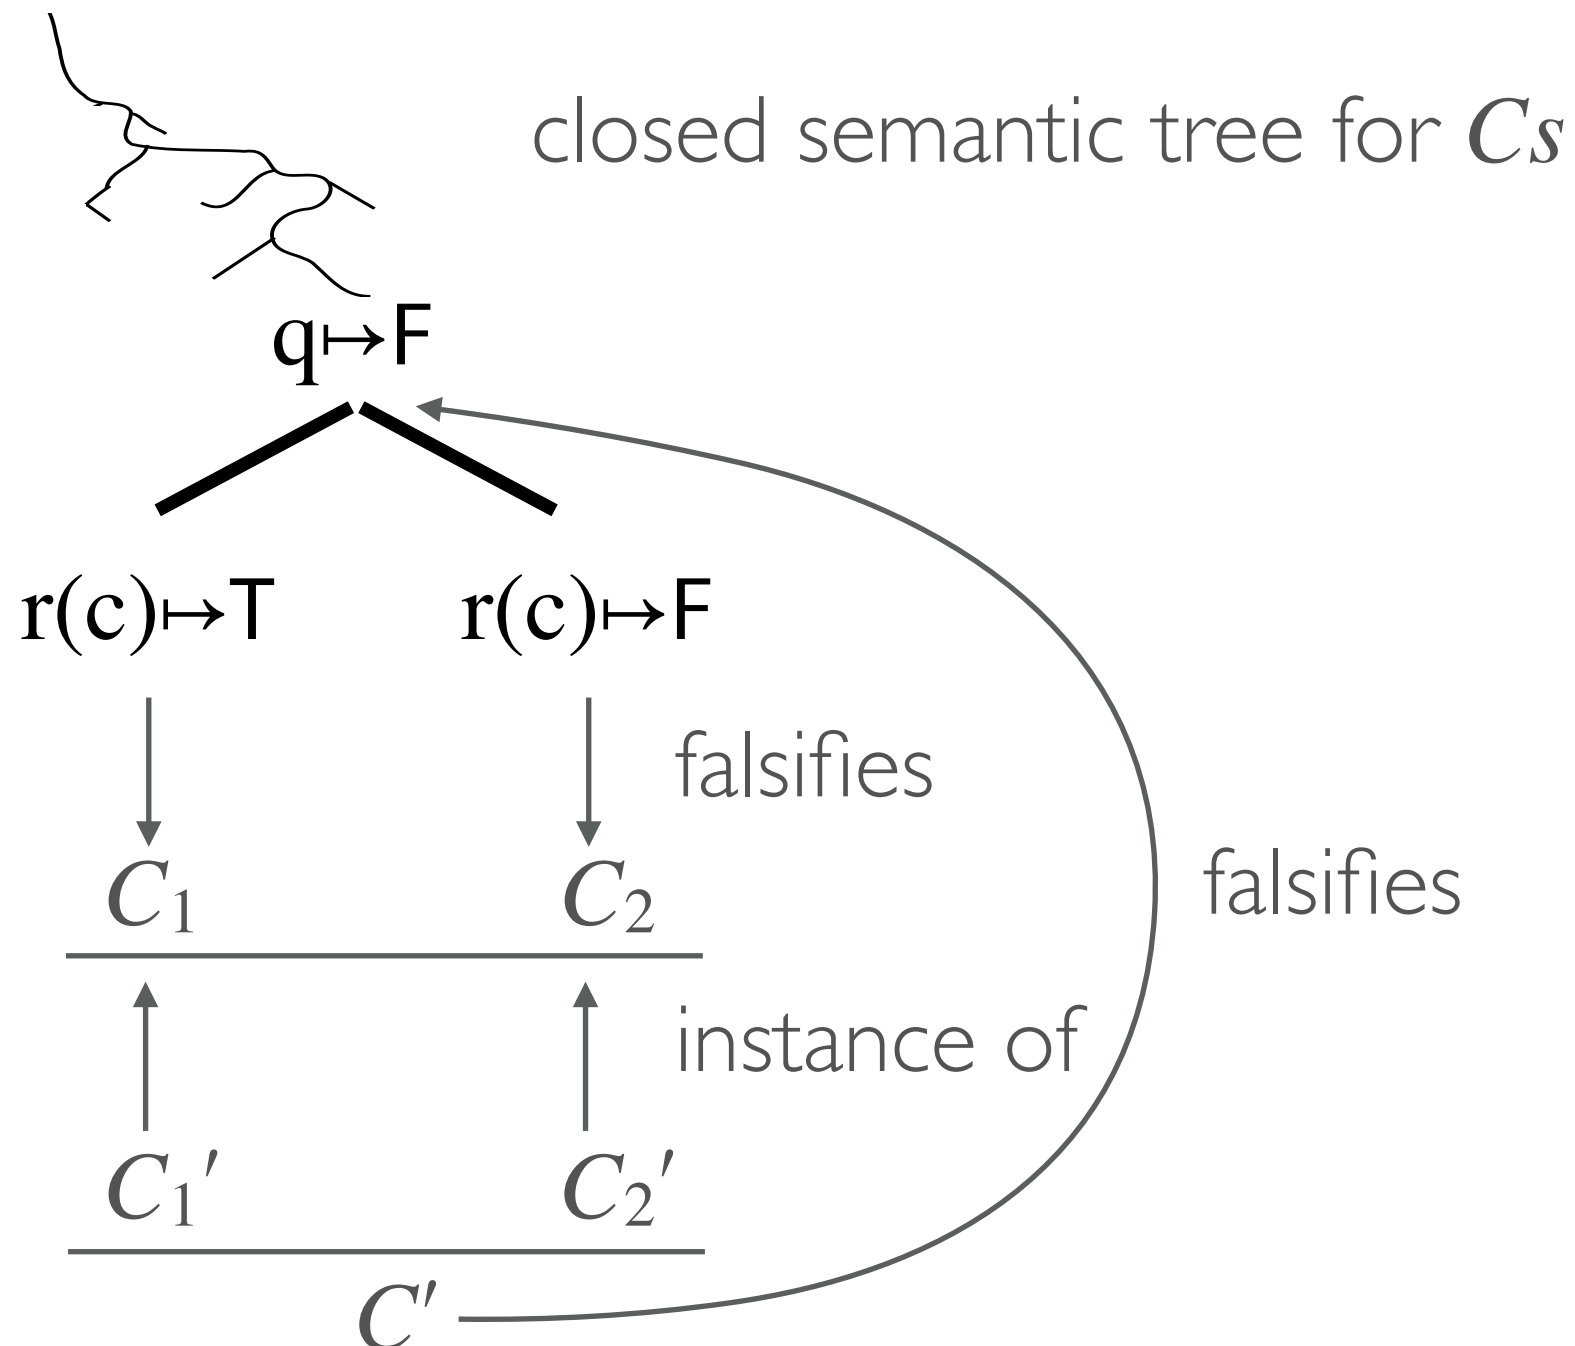 closed semantic tree for Cs
q↦F
r(c)↦T r(c)↦F
falsifies
falsifies
C₁ C₂
instance of
C₁′ C₂′
C′